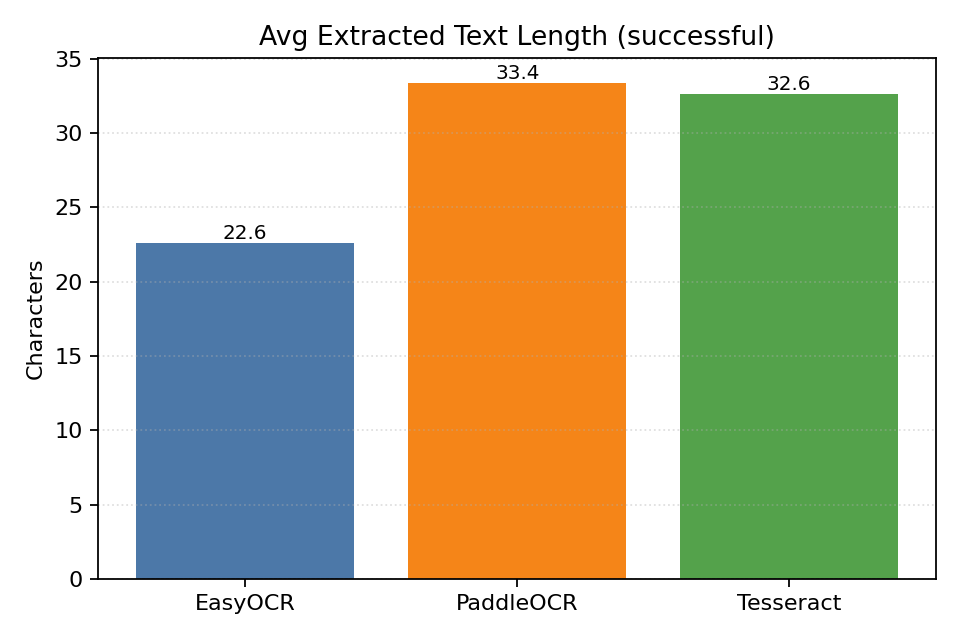 Avg Extracted Text Length (successful)
35
30
25
20
15
10
5
0
Characters
22.6
33.4
32.6
EasyOCR
PaddleOCR
Tesseract